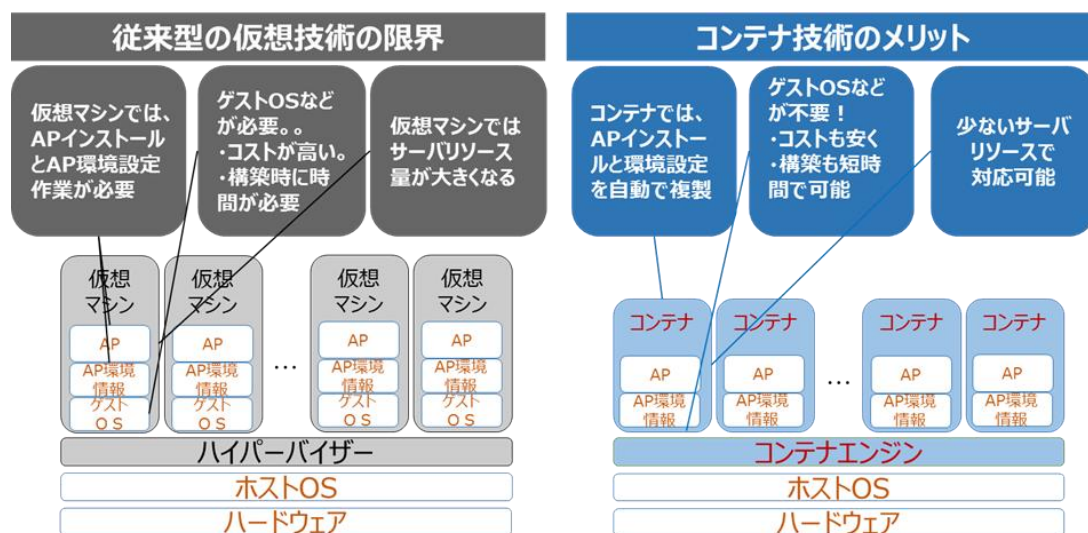 従来型の仮想技術の限界
仮想マシンでは、
APインストール
とAP環境設定
作業が必要
ゲストOSなど
が必要。。
・コストが高い。
・構築時に時
間が必要
仮想マシンでは
サーバリソース
量が大きくなる
仮想
マシン
AP
AP環境
情報
ゲスト
OS
仮想
マシン
AP
AP環境
情報
ゲスト
OS
…
仮想
マシン
AP
AP環境
情報
ゲスト
OS
仮想
マシン
AP
AP環境
情報
ゲスト
OS
ハイパーバイザー
ホストOS
ハードウェア
コンテナ技術のメリット
コンテナでは、
APインストー
ルと環境設定
を自動で複製
ゲストOSなど
が不要！
・コストも安く
・構築も短時
間で可能
少ないサーバ
リソースで
対応可能
コンテナ
AP
AP環境
情報
コンテナ
AP
AP環境
情報
…
コンテナ
AP
AP環境
情報
コンテナ
AP
AP環境
情報
コンテナエンジン
ホストOS
ハードウェア